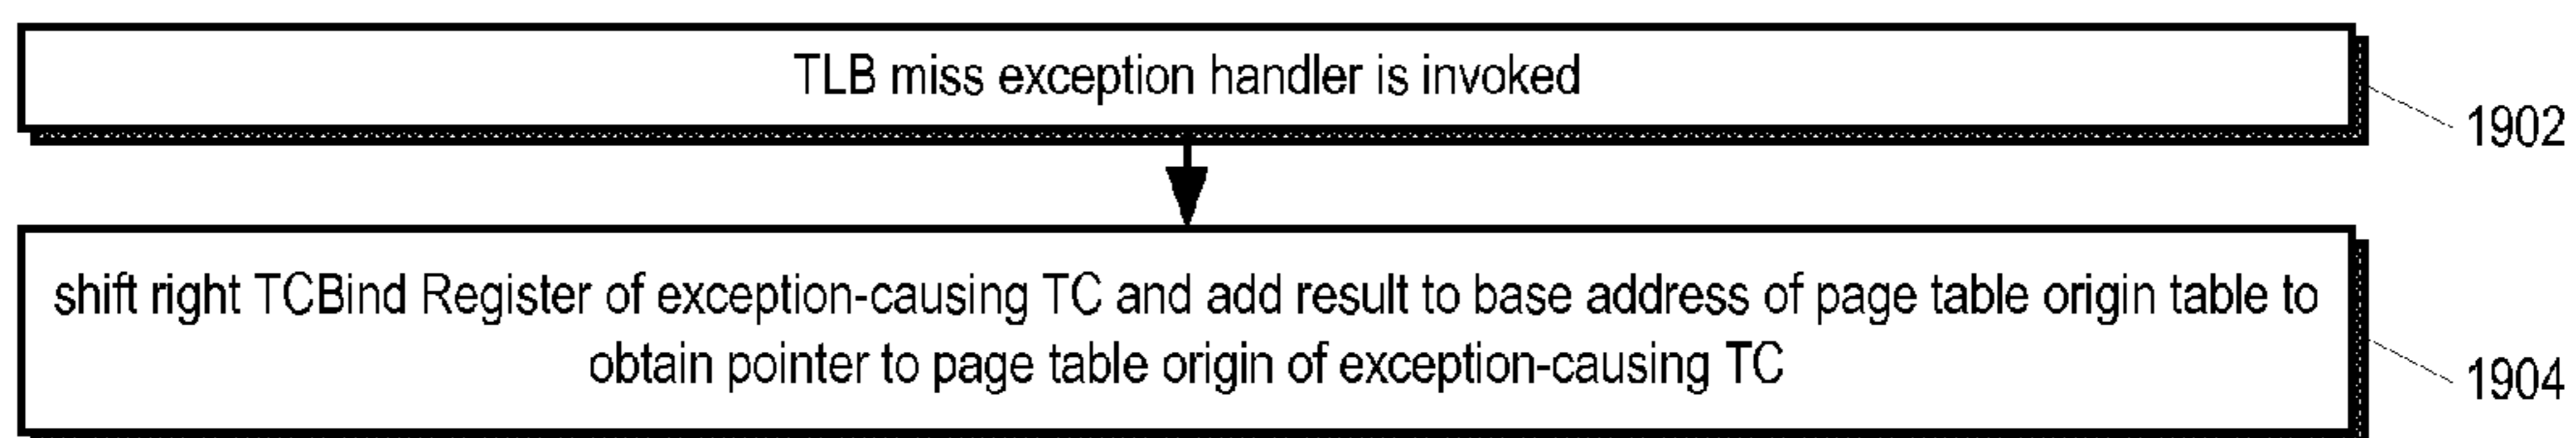 TLB miss exception handler is invoked
1902
shift right TCBind Register of exception-causing TC and add result to base address of page table origin table to
obtain pointer to page table origin of exception-causing TC
1904